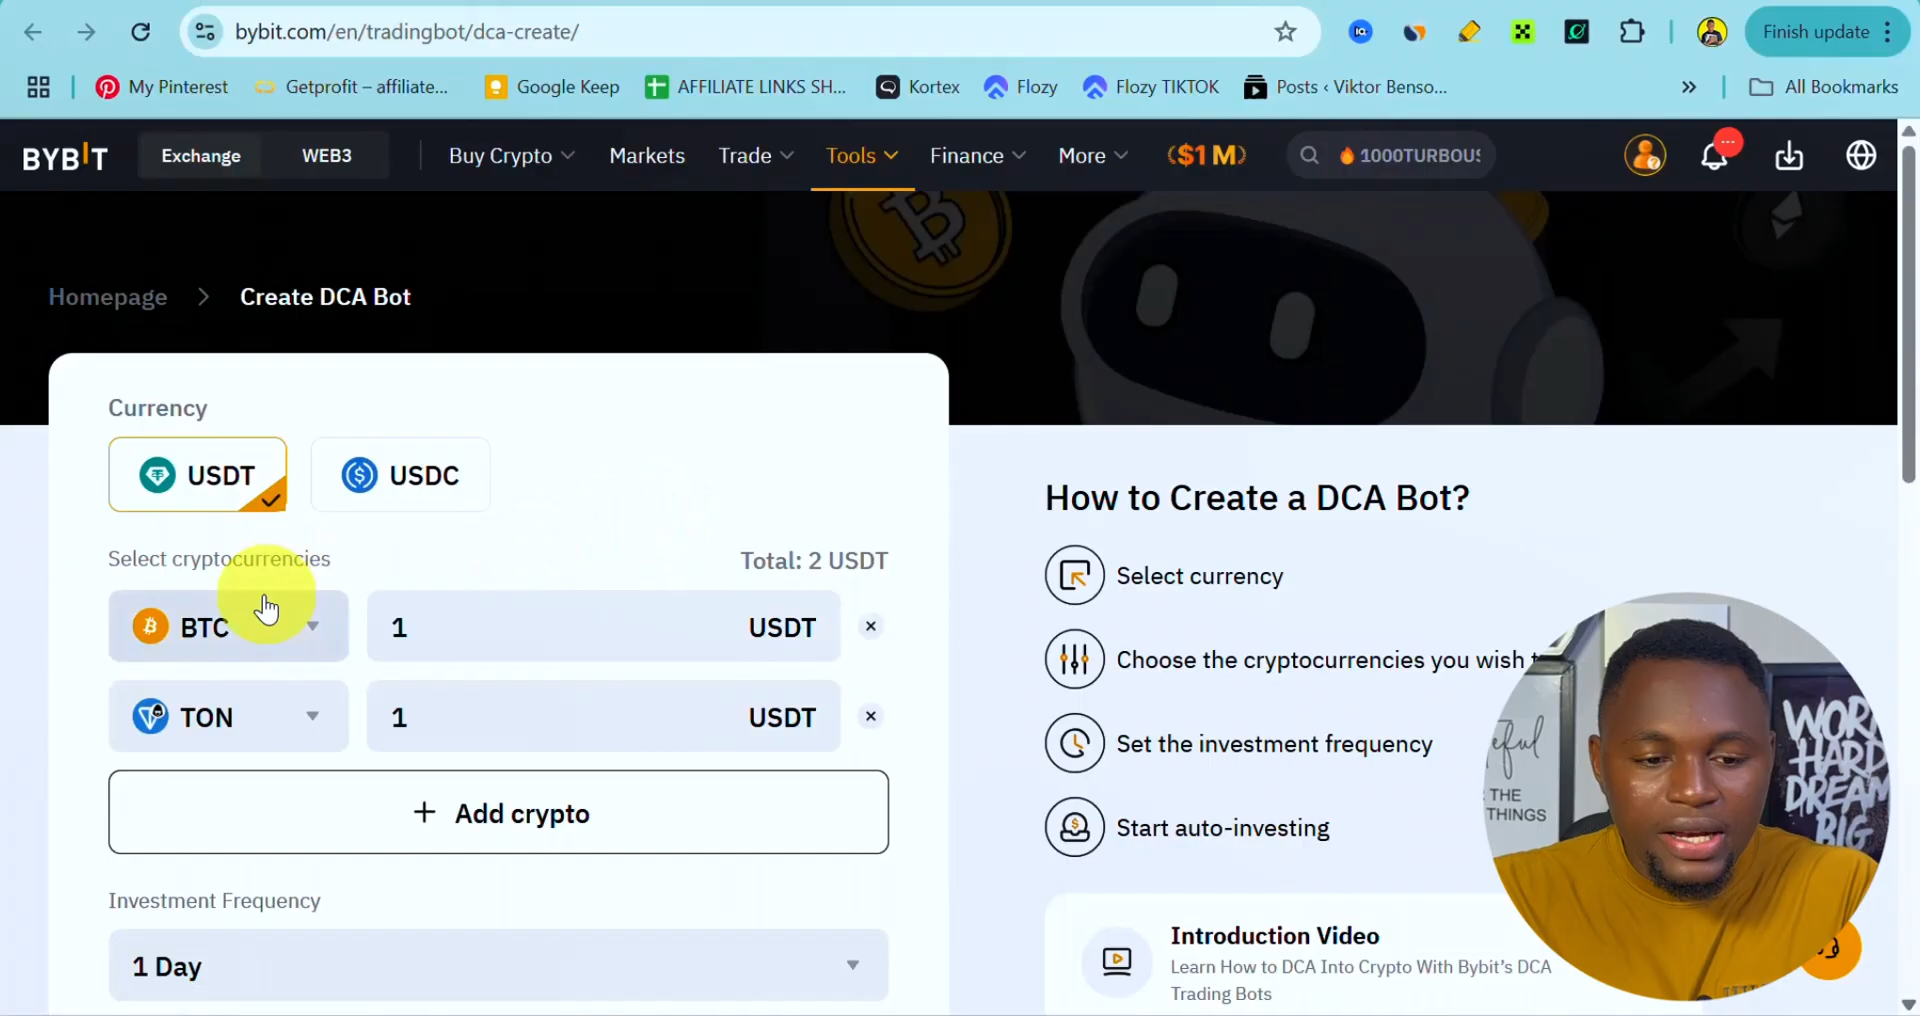 bybit.com/en/tradingbot/dca-create/
Finish update
My Pinterest
Getprofit – affiliate...
Google Keep
AFFILIATE LINKS SH...
Kortex
Flozy
Flozy TIKTOK
Posts ‹ Viktor Benso...
All Bookmarks
BYBIT
Exchange
WEB3
Buy Crypto
Markets
Trade
Tools
Finance
More
($1 M)
1000TURBOUS
Homepage > Create DCA Bot
Currency
USDT
USDC
Select cryptocurrencies
Total: 2 USDT
BTC
1 USDT
TON
1 USDT
+ Add crypto
Investment Frequency
1 Day
How to Create a DCA Bot?
Select currency
Choose the cryptocurrencies you wish
Set the investment frequency
Start auto-investing
Introduction Video
Learn How to DCA Into Crypto With Bybit's DCA
Trading Bots
THE
THINGS
WORK
HARD
DREAM
BIG